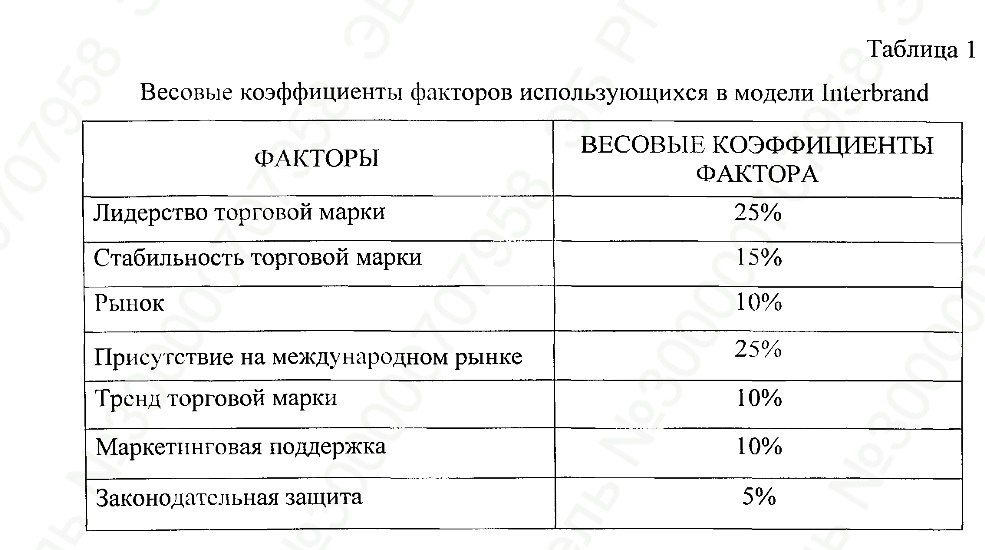 Таблица 1
Весовые коэффициенты факторов использующихся в модели Interbrand
ФАКТОРЫ
ВЕСОВЫЕ КОЭФФИЦИЕНТЫ
ФАКТОРА
Лидерство торговой марки 25%
Стабильность торговой марки 15%
Рынок 10%
Присутствие на международном рынке 25%
Тренд торговой марки 10%
Маркетинговая поддержка 10%
Законодательная защита 5%